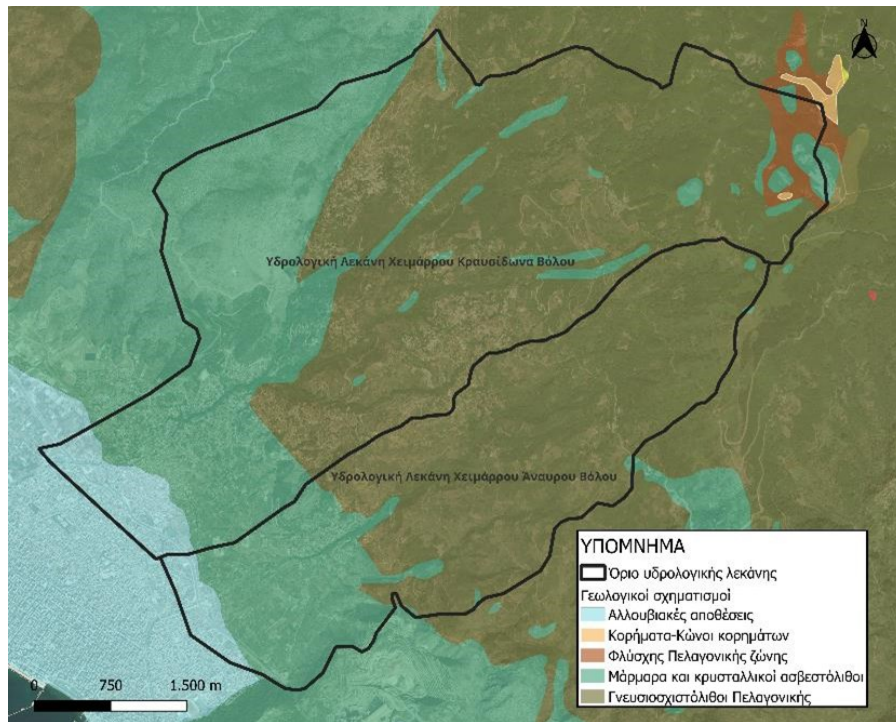 N
Υδρολογική Λεκάνη Χειμάρρου Κραυσίδωνα Βόλου
Υδρολογική Λεκάνη Χειμάρρου Άναυρου Βόλου
ΥΠΟΜΝΗΜΑ
Όριο υδρολογικής λεκάνης
Γεωλογικοί σχηματισμοί
Αλλουβιακές αποθέσεις
Κορήματα-Κώνοι κορημάτων
Φλύσχης Πελαγονικής ζώνης
Μάρμαρα και κρυσταλλικοί ασβεστόλιθοι
Γνευσιοσχιστόλιθοι Πελαγονικής
0 750 1.500 m